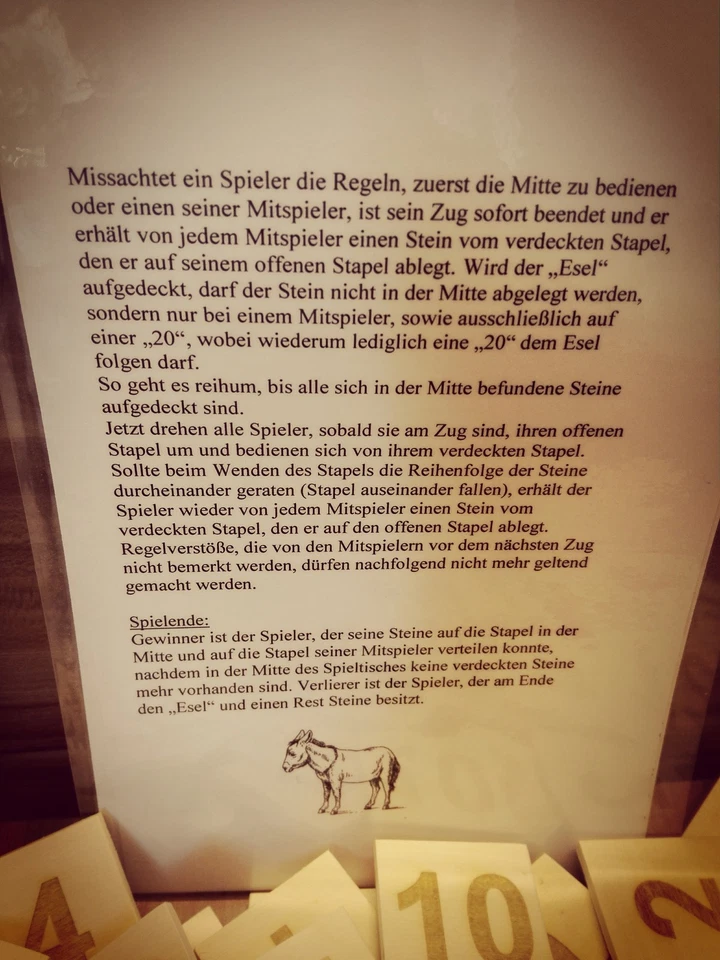 Missachtet ein Spieler die Regeln, zuerst die Mitte zu bedienen
oder einen seiner Mitspieler, ist sein Zug sofort beendet und er
erhält von jedem Mitspieler einen Stein vom verdeckten Stapel,
den er auf seinem offenen Stapel ablegt. Wird der „Esel“
aufgedeckt, darf der Stein nicht in der Mitte abgelegt werden,
sondern nur bei einem Mitspieler, sowie ausschließlich auf
einer „20“, wobei wiederum lediglich eine „20“ dem Esel
folgen darf.
So geht es reihum, bis alle sich in der Mitte befundene Steine
aufgedeckt sind.
Jetzt drehen alle Spieler, sobald sie am Zug sind, ihren offenen
Stapel um und bedienen sich von ihrem verdeckten Stapel.
Sollte beim Wenden des Stapels die Reihenfolge der Steine
durcheinander geraten (Stapel auseinander fallen), erhält der
Spieler wieder von jedem Mitspieler einen Stein vom
verdeckten Stapel, den er auf den offenen Stapel ablegt.
Regelverstöße, die von den Mitspielern vor dem nächsten Zug
nicht bemerkt werden, dürfen nachfolgend nicht mehr geltend
gemacht werden.
Spielende:
Gewinner ist der Spieler, der seine Steine auf die Stapel in der
Mitte und auf die Stapel seiner Mitspieler verteilen konnte,
nachdem in der Mitte des Spieltisches keine verdeckten Steine
mehr vorhanden sind. Verlierer ist der Spieler, der am Ende
den „Esel“ und einen Rest Steine besitzt.
4
10
2